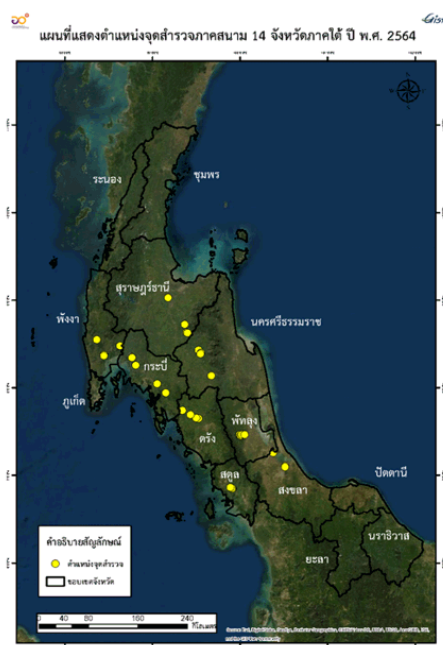 แผนที่แสดงตำแหน่งจุดสำรวจภาคสนาม 14 จังหวัดภาคใต้ ปี พ.ศ. 2564
ระนอง
ชุมพร
สุราษฎร์ธานี
พังงา
นครศรีธรรมราช
กระบี่
ภูเก็ต
พัทลุง
ตรัง
สตูล
ปัตตานี
สงขลา
นราธิวาส
ยะลา
คำอธิบายสัญลักษณ์
ตำแหน่งจุดสำรวจ
ขอบเขตจังหวัด
0 40 80 160 240
กิโลเมตร